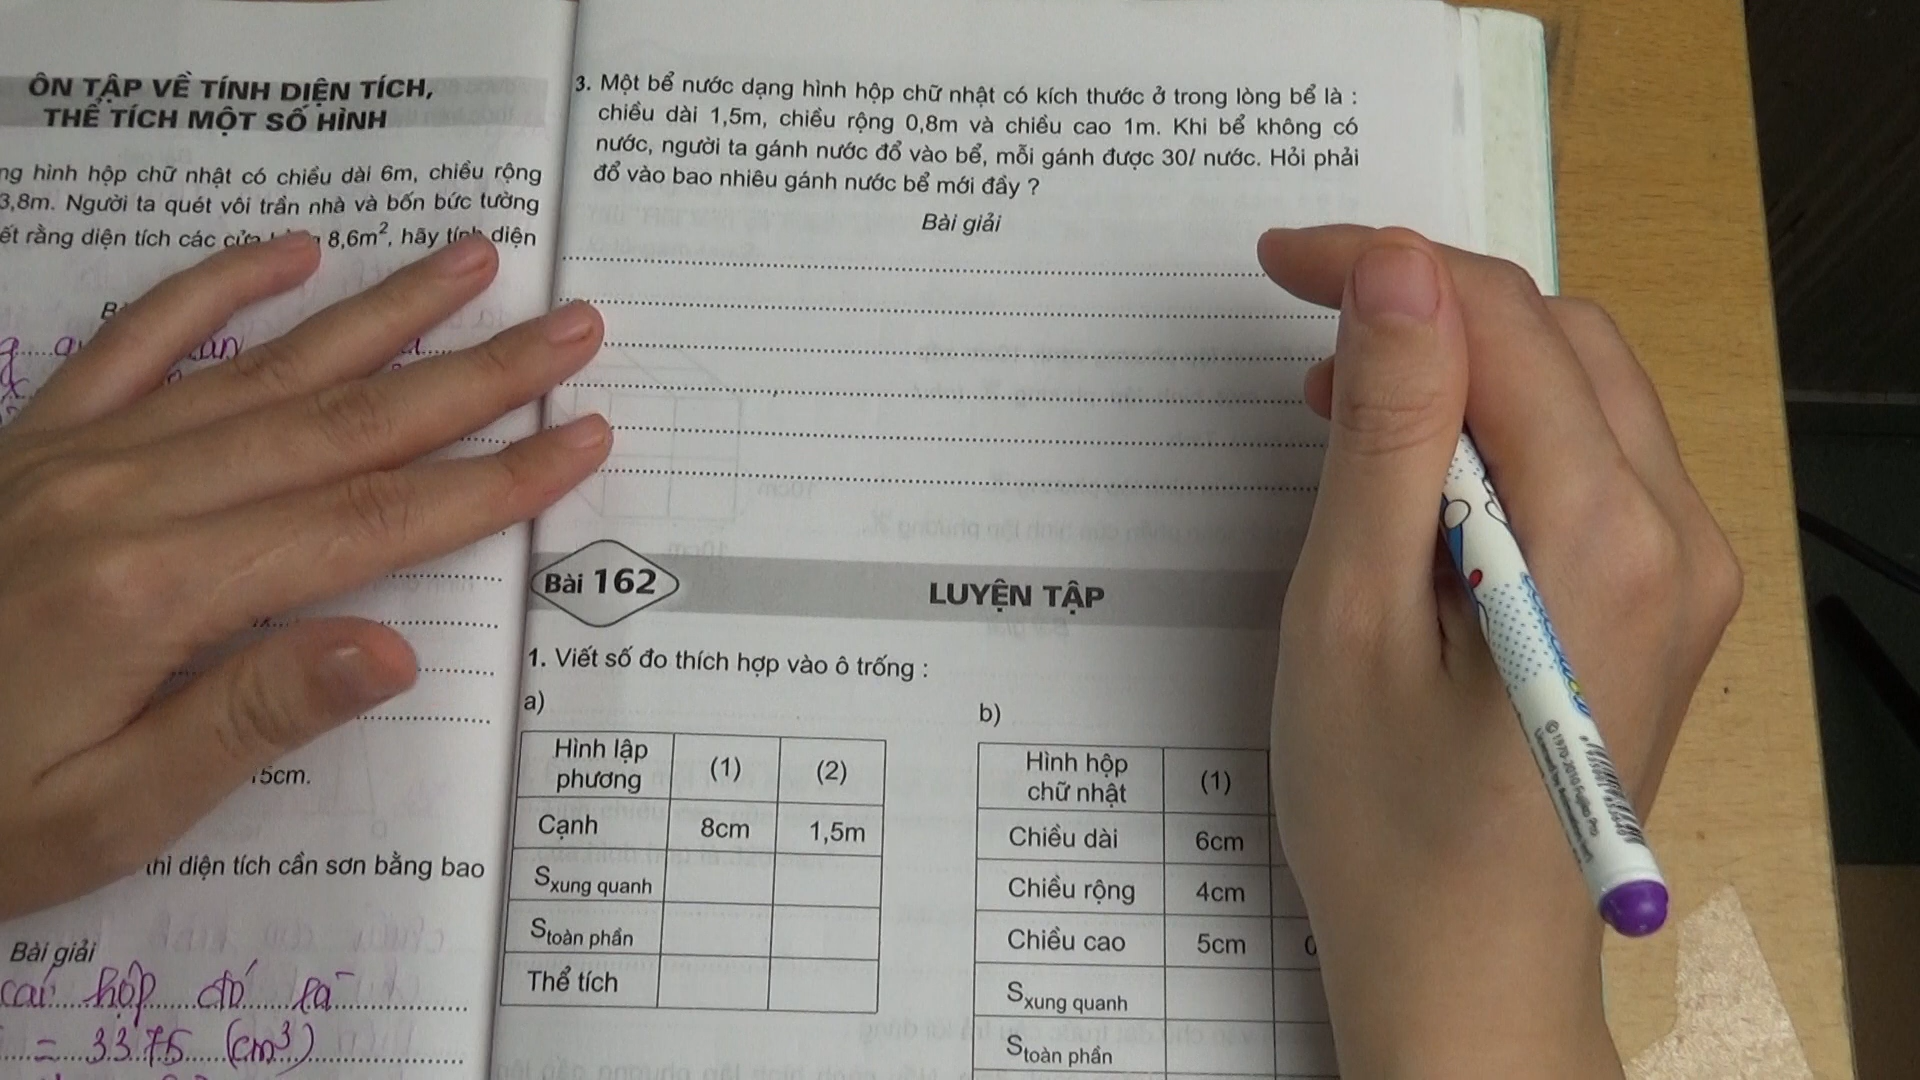 ÔN TẬP VỀ TÍNH DIỆN TÍCH,
THỂ TÍCH MỘT SỐ HÌNH
hình hộp chữ nhật có chiều dài 6m, chiều rộng
3,8m. Người ta quét vôi trần nhà và bốn bức tường
rằng diện tích các 8,6m², hãy tính diện
15cm.
thì diện tích cần sơn bằng bao
Bài giải
cái hộp đó là
= 3375 (cm³)
3. Một bể nước dạng hình hộp chữ nhật có kích thước ở trong lòng bể là :
chiều dài 1,5m, chiều rộng 0,8m và chiều cao 1m. Khi bể không có
nước, người ta gánh nước đổ vào bể, mỗi gánh được 30l nước. Hỏi phải
đổ vào bao nhiêu gánh nước bể mới đầy ?
Bài giải
Bài 162
LUYỆN TẬP
1. Viết số đo thích hợp vào ô trống :
a)
Hình lập phương (1) (2)
Cạnh 8cm 1,5m
Sxung quanh
Stoàn phần
Thể tích
b)
Hình hộp chữ nhật (1)
Chiều dài 6cm
Chiều rộng 4cm
Chiều cao 5cm 0
Sxung quanh
Stoàn phần